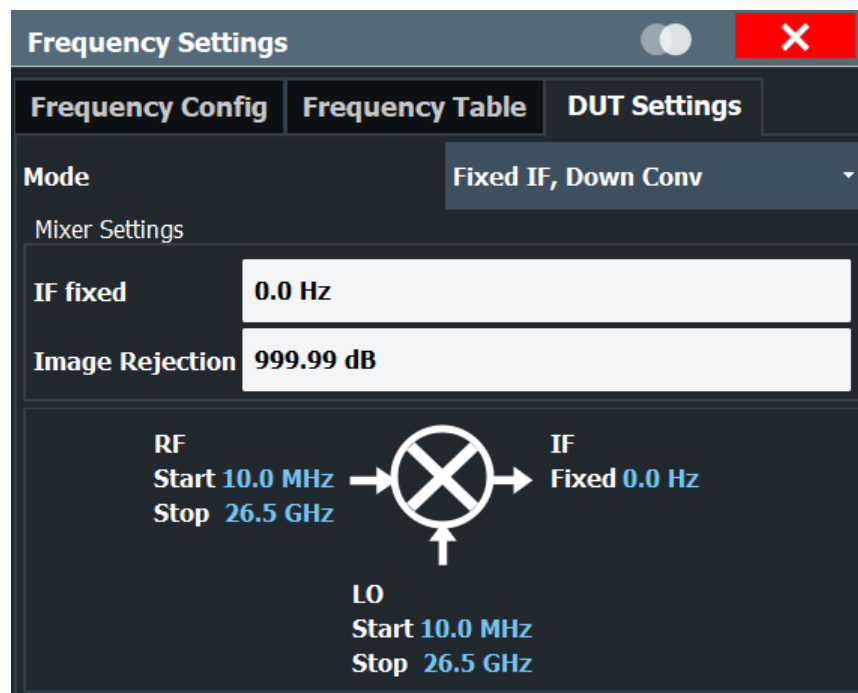 Frequency Settings
Frequency Config Frequency Table DUT Settings
Mode Fixed IF, Down Conv
Mixer Settings
IF fixed 0.0 Hz
Image Rejection 999.99 dB
RF
Start 10.0 MHz
Stop 26.5 GHz
IF
Fixed 0.0 Hz
LO
Start 10.0 MHz
Stop 26.5 GHz